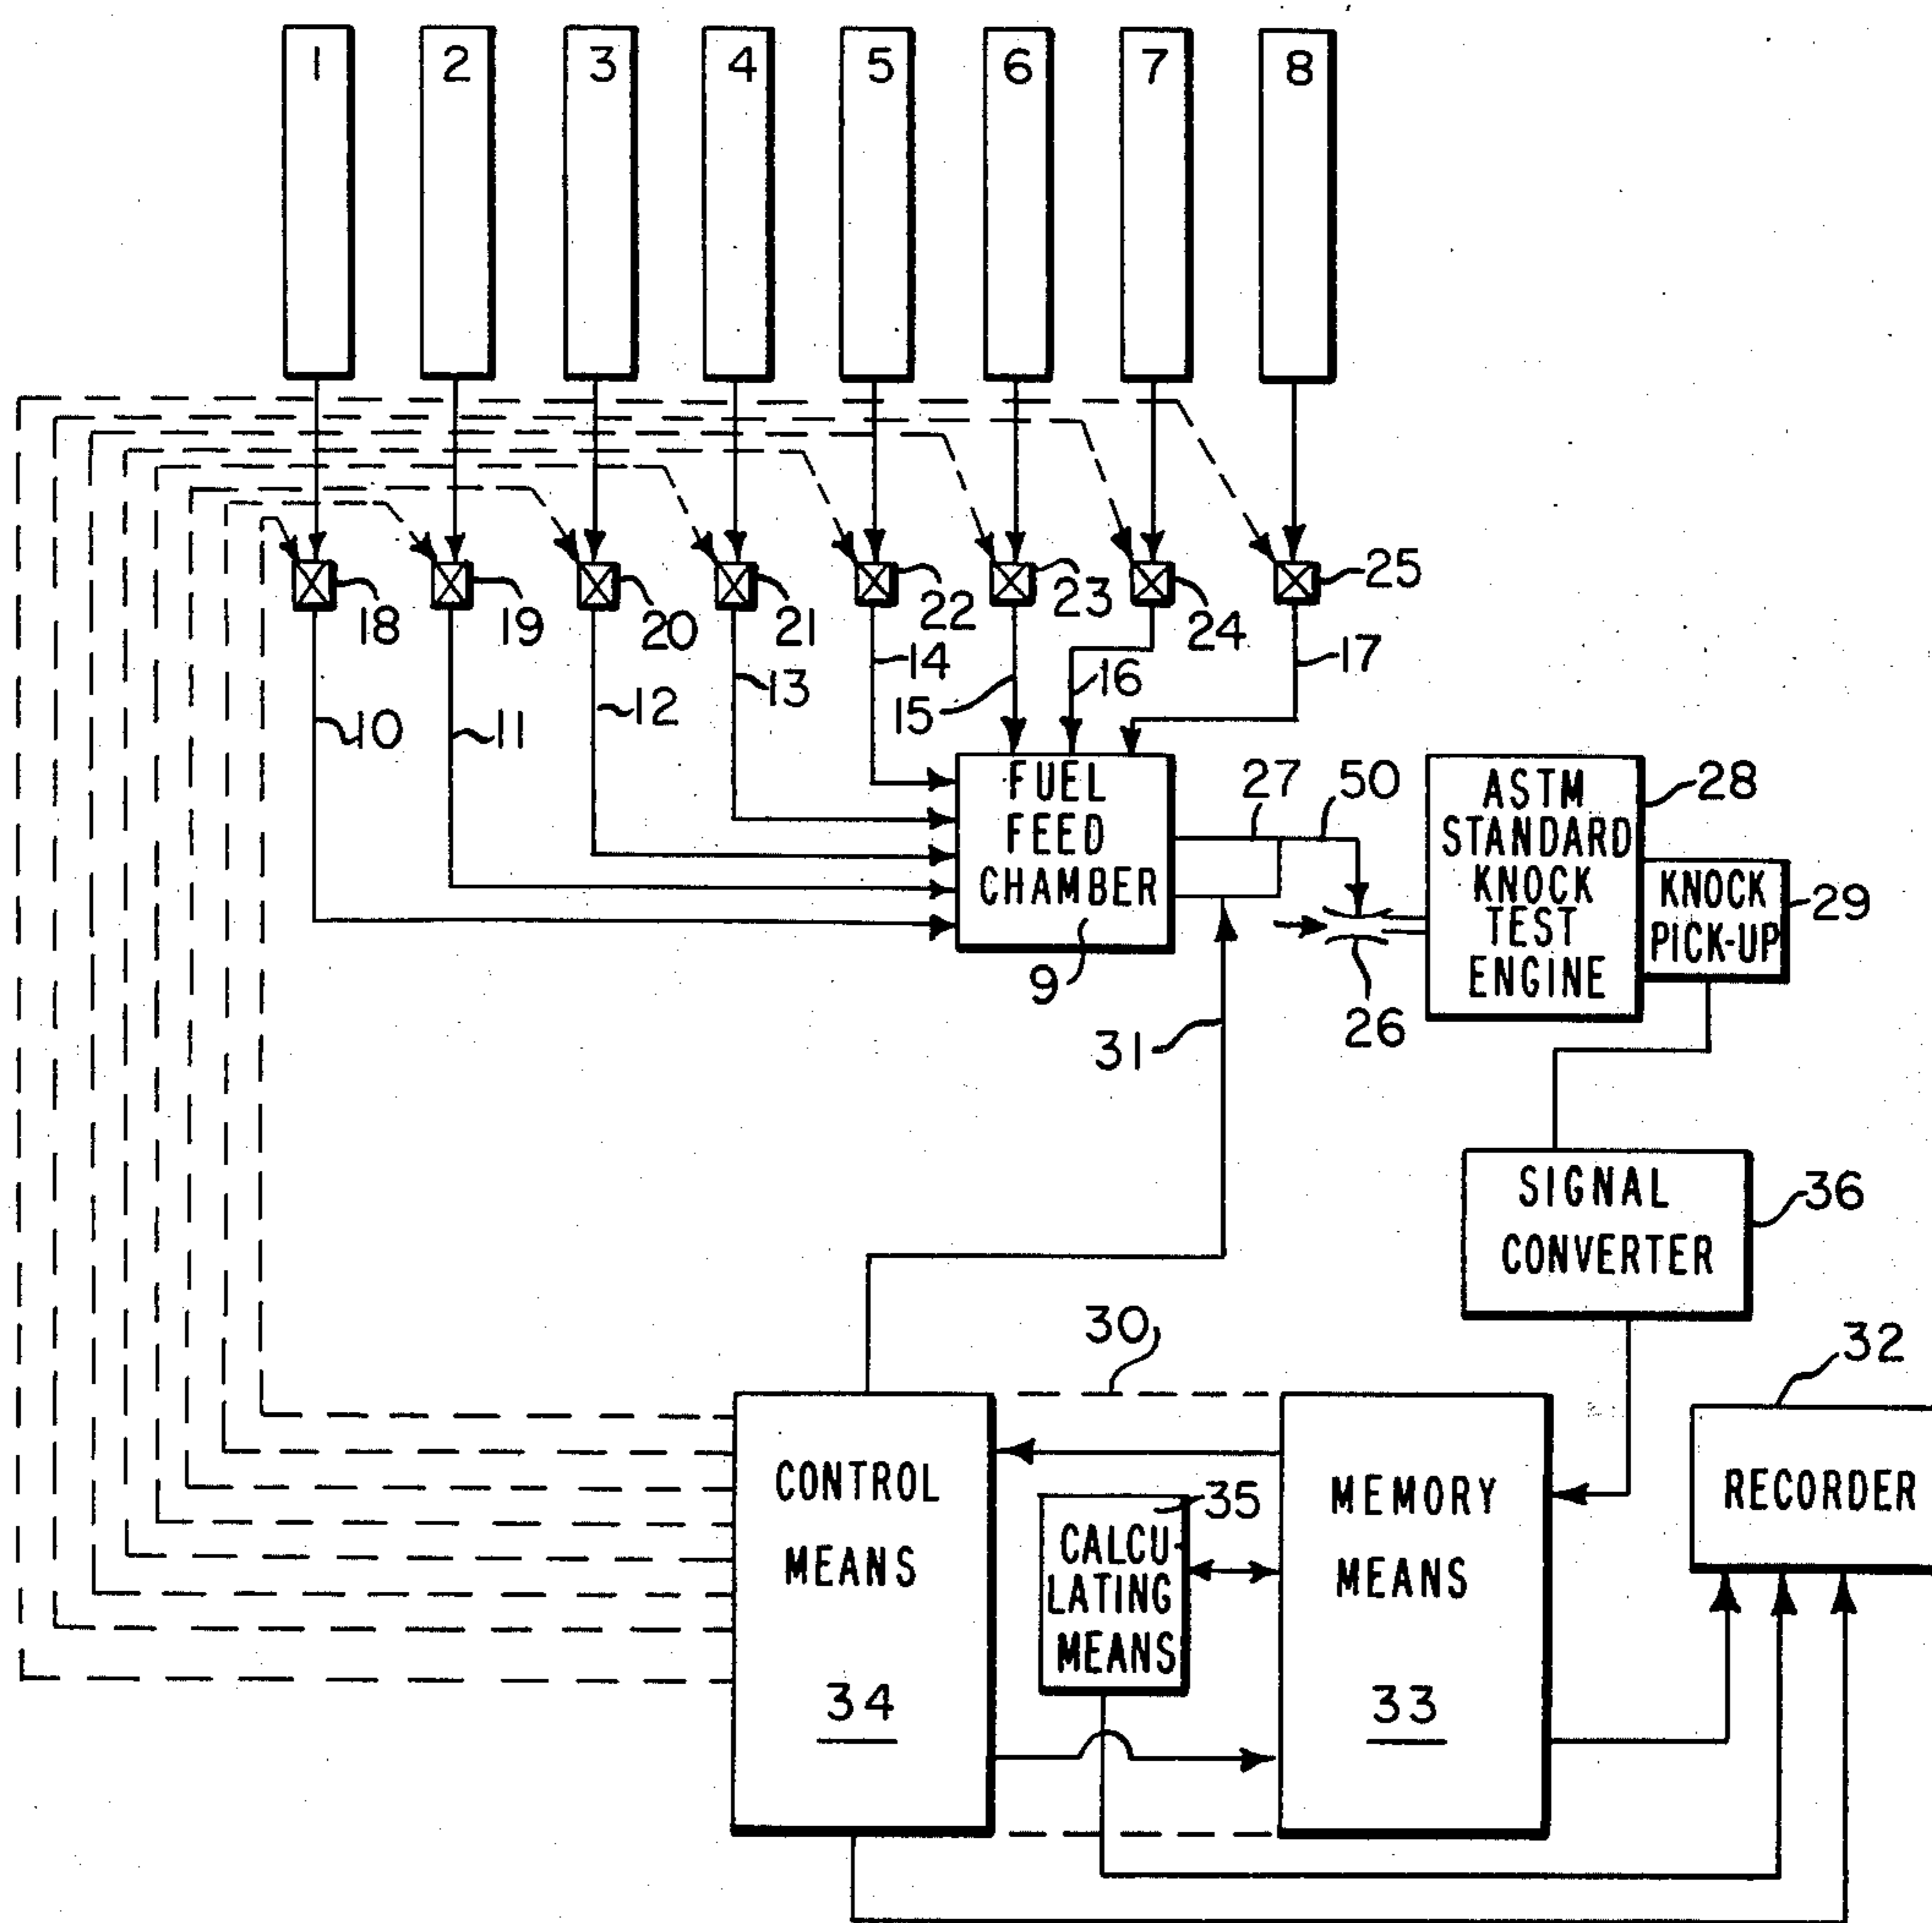 1 2 3 4 5 6 7 8
18 19 20 21 22 23 24 25
10 11 12 13 14 15 16 17
FUEL
FEED
CHAMBER
9
27 50
26
ASTM
STANDARD
KNOCK
TEST
ENGINE
28
KNOCK
PICK-UP
29
31
SIGNAL
CONVERTER
36
30
32
RECORDER
CONTROL
MEANS
34
35
CALCU-
LATING
MEANS
MEMORY
MEANS
33